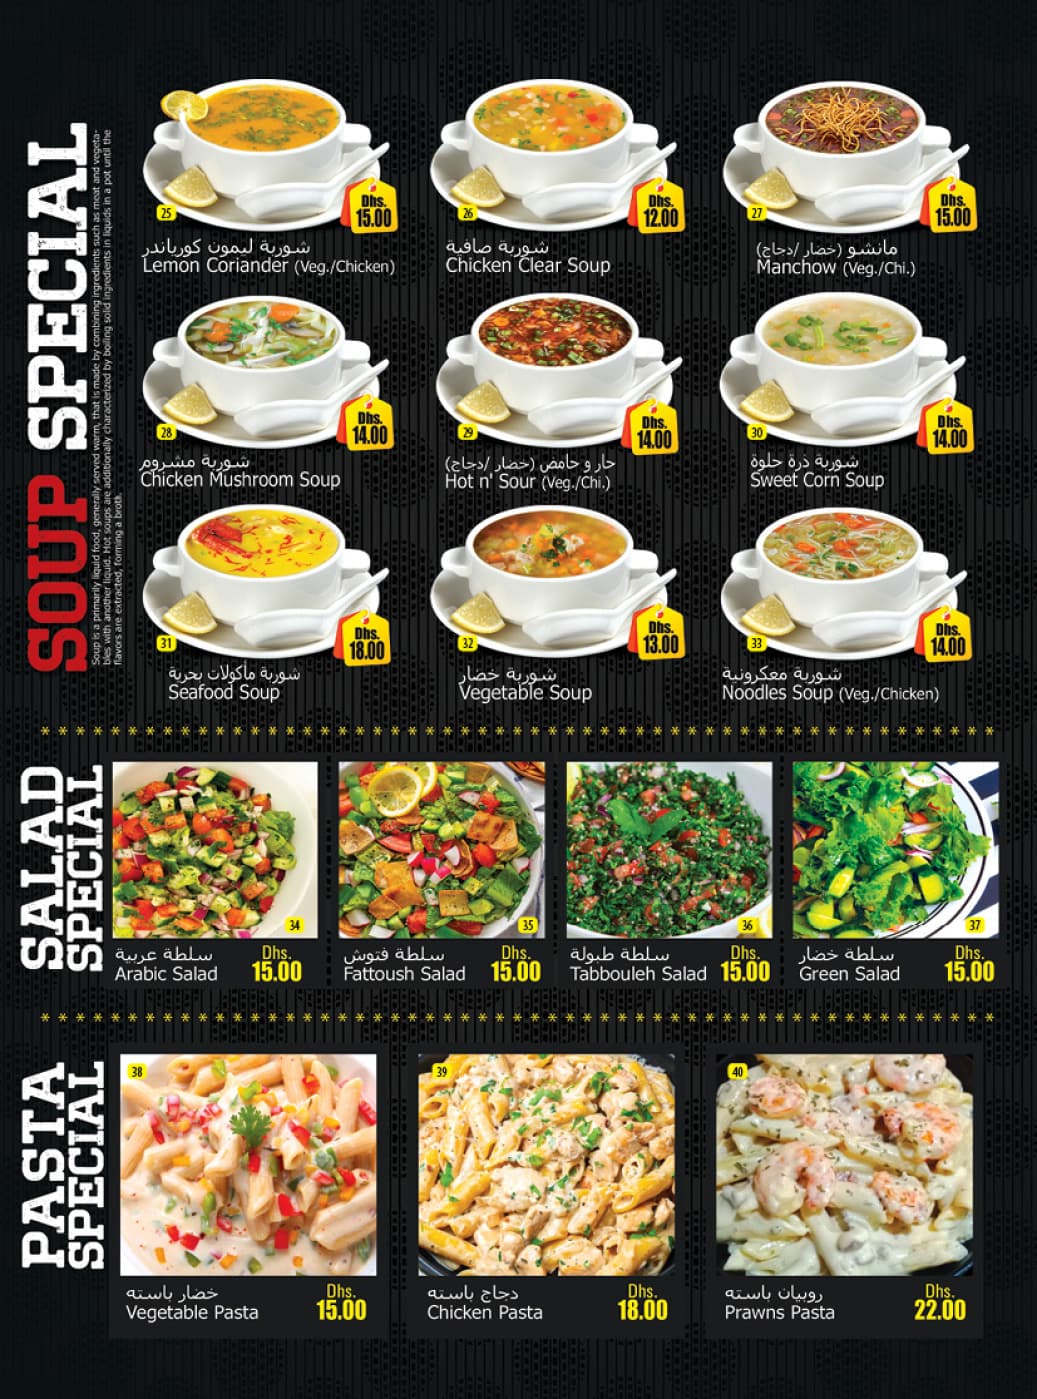 SOUP SPECIAL
Soup is a primarily liquid food, generally served warm, that is made by combining ingredients such as meat and vegeta-
bles with another liquid. Hot soups are additionally characterized by boiling solid ingredients in liquids in a pot until the
flavors are extracted, forming a broth.
25
Dhs.
15.00
شوربة ليمون كورياندر
Lemon Coriander (Veg./Chicken)
26
Dhs.
12.00
شوربة صافية
Chicken Clear Soup
27
Dhs.
15.00
مانشو (خضار /دجاج)
Manchow (Veg./Chi.)
28
Dhs.
14.00
شوربة مشروم
Chicken Mushroom Soup
29
Dhs.
14.00
حار و حامض (خضار /دجاج)
Hot n' Sour (Veg./Chi.)
30
Dhs.
14.00
شوربة ذرة حلوة
Sweet Corn Soup
31
Dhs.
18.00
شوربة مأكولات بحرية
Seafood Soup
32
Dhs.
13.00
شوربة خضار
Vegetable Soup
33
Dhs.
14.00
شوربة معكرونية
Noodles Soup (Veg./Chicken)
SALAD
SPECIAL
34
سلطة عربية
Arabic Salad
Dhs.
15.00
35
سلطة فتوش
Fattoush Salad
Dhs.
15.00
36
سلطة طبولة
Tabbouleh Salad
Dhs.
15.00
37
سلطة خضار
Green Salad
Dhs.
15.00
PASTA
SPECIAL
38
خضار باسته
Vegetable Pasta
Dhs.
15.00
39
دجاج باسته
Chicken Pasta
Dhs.
18.00
40
روبيان باسته
Prawns Pasta
Dhs.
22.00